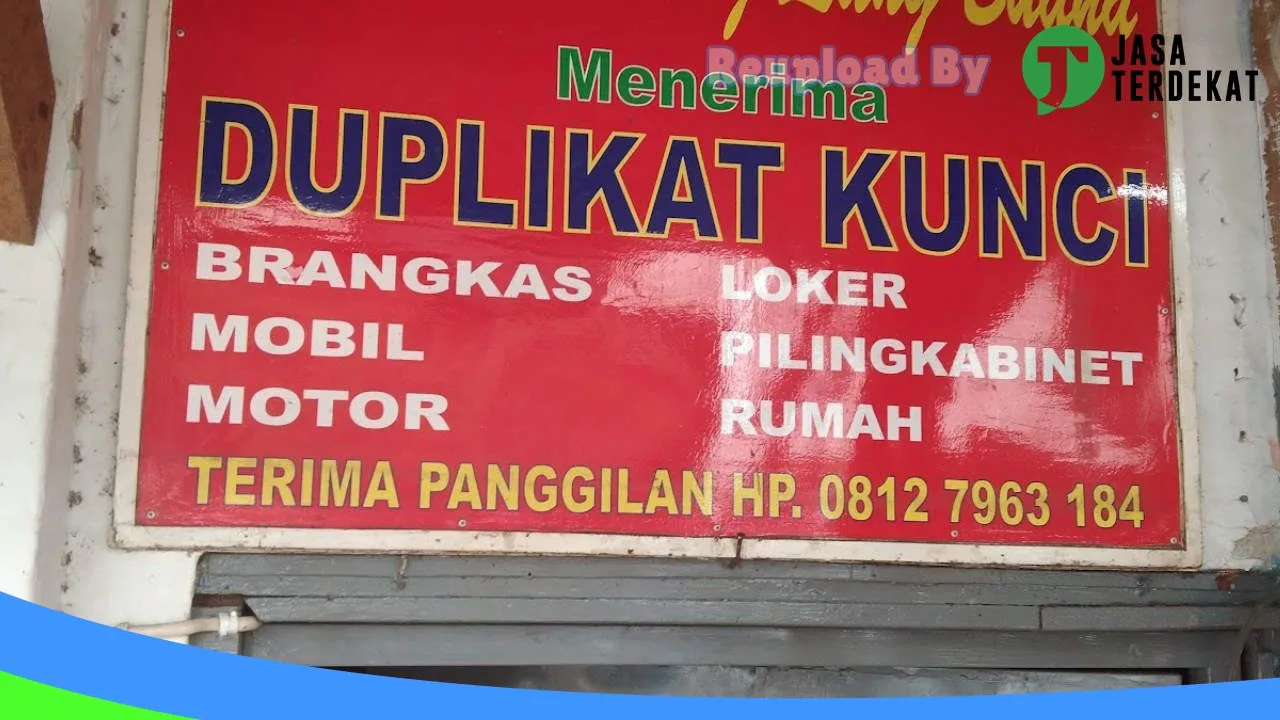 Reupload By
JASA
TERDEKAT
Menerima
DUPLIKAT KUNCI
BRANGKAS LOKER
MOBIL PILINGKABINET
MOTOR RUMAH
TERIMA PANGGILAN HP. 0812 7963 184